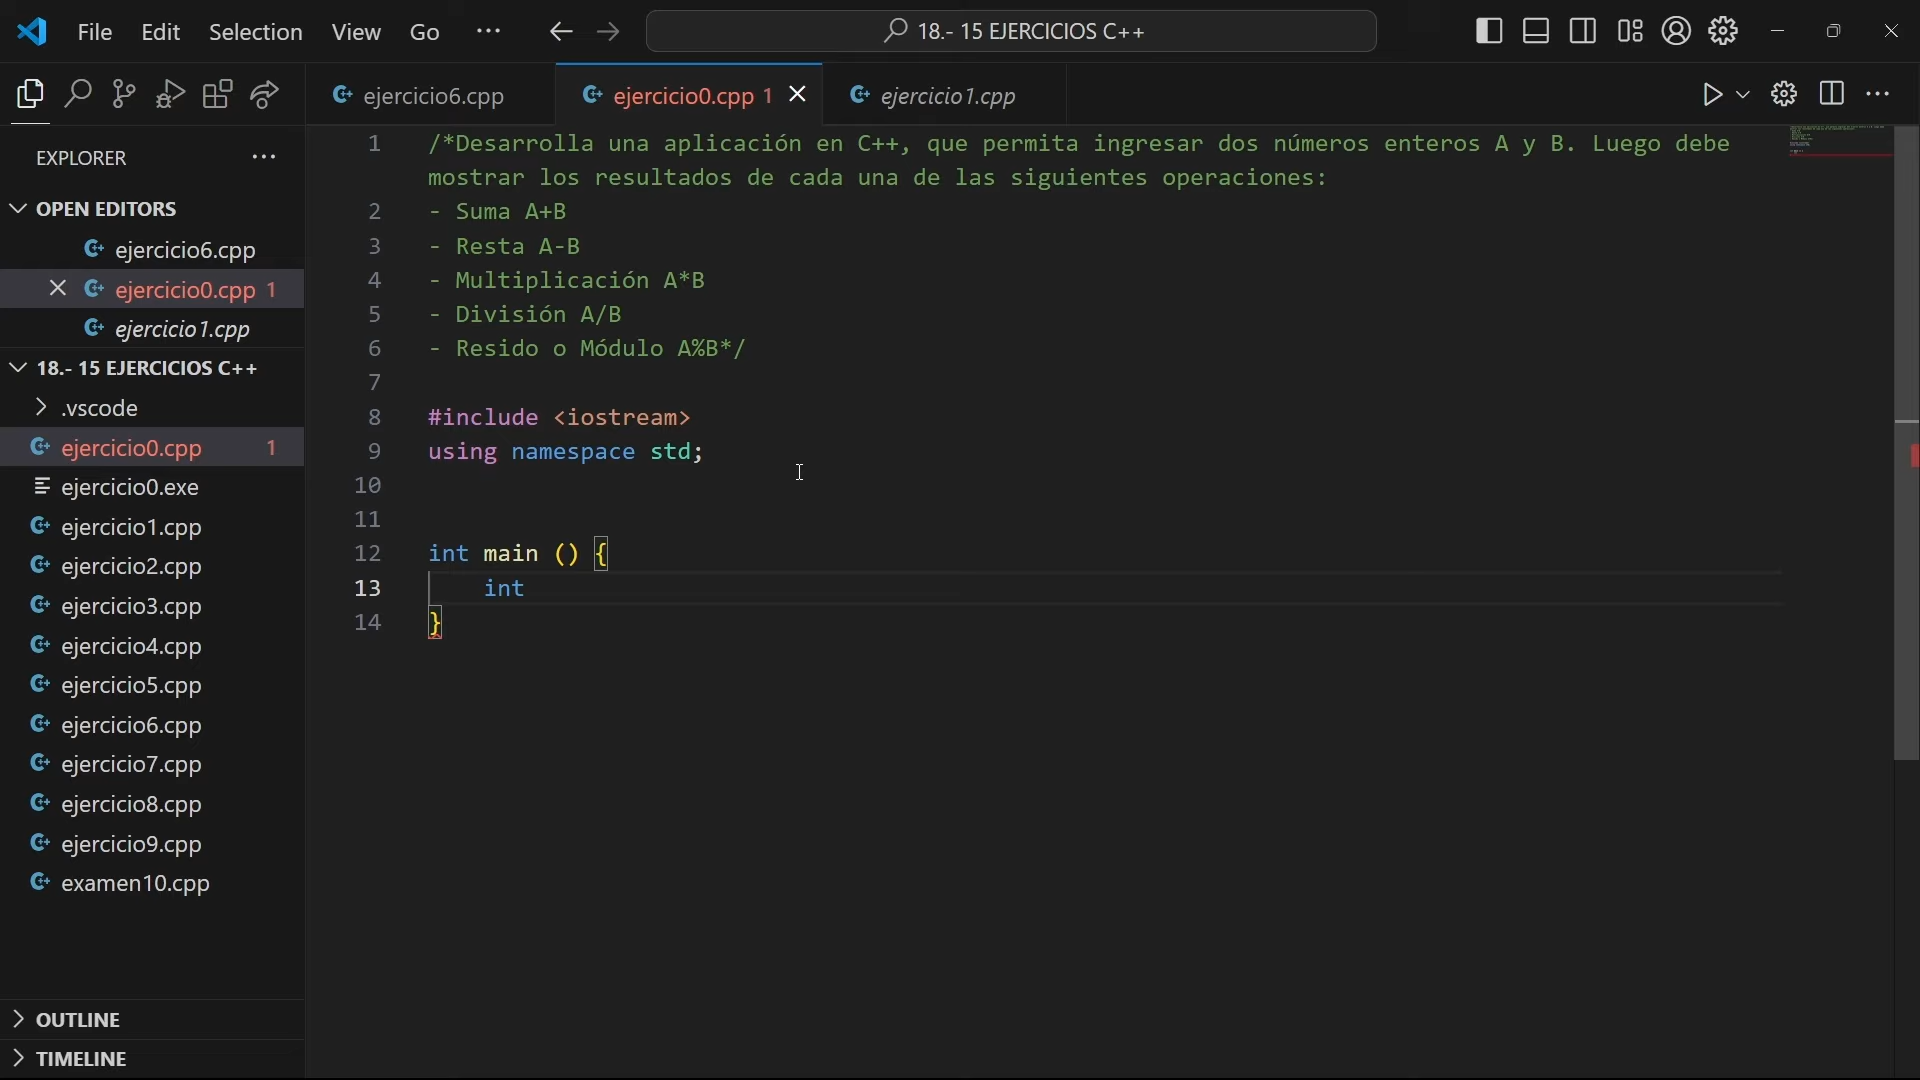 File Edit Selection View Go ··· 18.- 15 EJERCICIOS C++
ejercicio6.cpp ejercicio0.cpp 1 ejercicio1.cpp
EXPLORER
OPEN EDITORS
ejercicio6.cpp
ejercicio0.cpp 1
ejercicio1.cpp
18.- 15 EJERCICIOS C++
.vscode
ejercicio0.cpp 1
ejercicio0.exe
ejercicio1.cpp
ejercicio2.cpp
ejercicio3.cpp
ejercicio4.cpp
ejercicio5.cpp
ejercicio6.cpp
ejercicio7.cpp
ejercicio8.cpp
ejercicio9.cpp
examen10.cpp
OUTLINE
TIMELINE
1 /*Desarrolla una aplicación en C++, que permita ingresar dos números enteros A y B. Luego debe
mostrar los resultados de cada una de las siguientes operaciones:
2 - Suma A+B
3 - Resta A-B
4 - Multiplicación A*B
5 - División A/B
6 - Resido o Módulo A%B*/
7
8 #include <iostream>
9 using namespace std;
10
11
12 int main () {
13 int
14 }